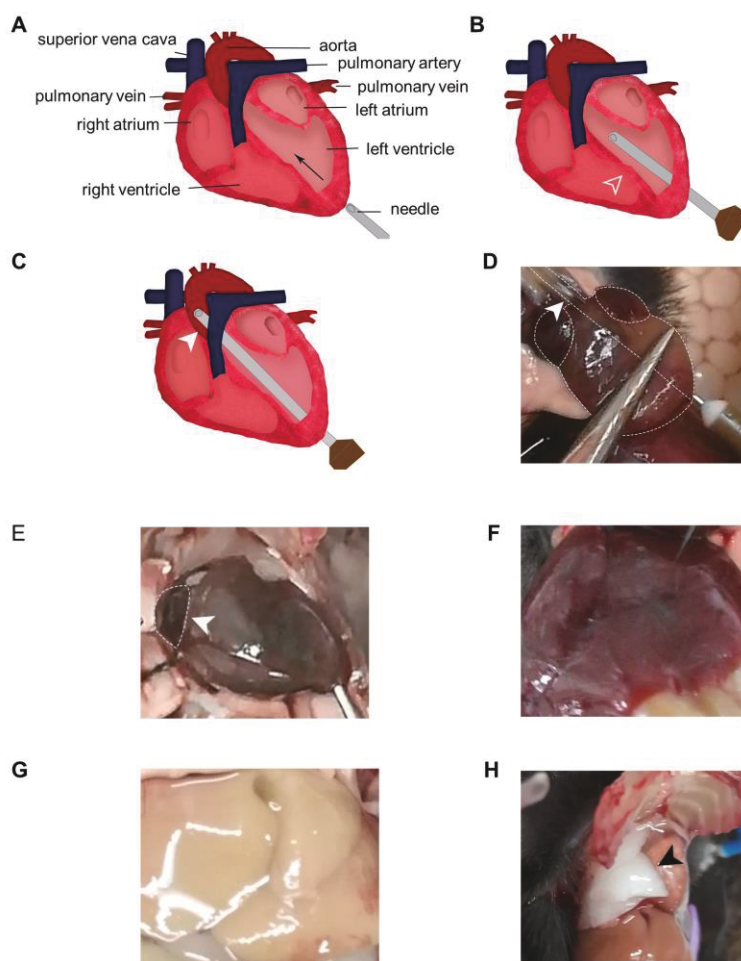 A
superior vena cava
aorta
pulmonary artery
pulmonary vein
pulmonary vein
right atrium
left atrium
left ventricle
right ventricle
needle
B
C
D
E
F
G
H